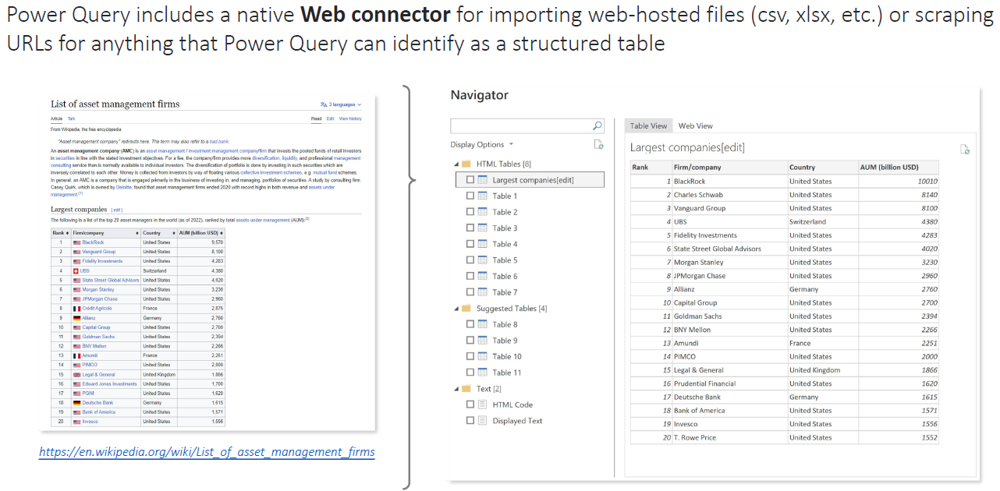 Power Query includes a native Web connector for importing web-hosted files (csv, xlsx, etc.) or scraping
URLs for anything that Power Query can identify as a structured table
List of asset management firms
3 languages
Article Talk
Read Edit View history
From Wikipedia, the free encyclopedia
"Asset management company" redirects here. The term may also refer to a bad bank.
An asset management company (AMC) is an asset management / investment management company/firm that invests the pooled funds of retail investors
in securities in line with the stated investment objectives. For a fee, the company/firm provides more diversification, liquidity, and professional management
consulting service than is normally available to individual investors. The diversification of portfolio is done by investing in such securities which are
inversely correlated to each other. Money is collected from investors by way of floating various collective investment schemes, e.g. mutual fund schemes.
In general, an AMC is a company that is engaged primarily in the business of investing in, and managing, portfolios of securities. A study by consulting firm
Casey Quirk, which is owned by Deloitte, found that asset management firms ended 2020 with record highs in both revenue and assets under
management.[1]
Largest companies [edit]
The following is a list of the top 20 asset managers in the world (as of 2022), ranked by total assets under management (AUM):[2]
Rank Firm/company Country AUM (billion USD)
1 BlackRock United States 9,570
2 Vanguard Group United States 8,100
3 Fidelity Investments United States 4,283
4 UBS Switzerland 4,380
5 State Street Global Advisors United States 4,020
6 Morgan Stanley United States 3,230
7 JPMorgan Chase United States 2,960
8 Crédit Agricole France 2,875
9 Allianz Germany 2,760
10 Capital Group United States 2,700
11 Goldman Sachs United States 2,394
12 BNY Mellon United States 2,266
13 Amundi France 2,251
14 PIMCO United States 2,000
15 Legal & General United Kingdom 1,866
16 Edward Jones Investments United States 1,700
17 PGIM United States 1,620
18 Deutsche Bank Germany 1,615
19 Bank of America United States 1,571
20 Invesco United States 1,556
https://en.wikipedia.org/wiki/List_of_asset_management_firms
Navigator
Display Options
HTML Tables [8]
Largest companies[edit]
Table 1
Table 2
Table 3
Table 4
Table 5
Table 6
Table 7
Suggested Tables [4]
Table 8
Table 9
Table 10
Table 11
Text [2]
HTML Code
Displayed Text
Table View Web View
Largest companies[edit]
Rank Firm/company Country AUM (billion USD)
1 BlackRock United States 10010
2 Charles Schwab United States 8140
3 Vanguard Group United States 8100
4 UBS Switzerland 4380
5 Fidelity Investments United States 4283
6 State Street Global Advisors United States 4020
7 Morgan Stanley United States 3230
8 JPMorgan Chase United States 2960
9 Allianz Germany 2760
10 Capital Group United States 2700
11 Goldman Sachs United States 2394
12 BNY Mellon United States 2266
13 Amundi France 2251
14 PIMCO United States 2000
15 Legal & General United Kingdom 1866
16 Prudential Financial United States 1620
17 Deutsche Bank Germany 1615
18 Bank of America United States 1571
19 Invesco United States 1556
20 T. Rowe Price United States 1552